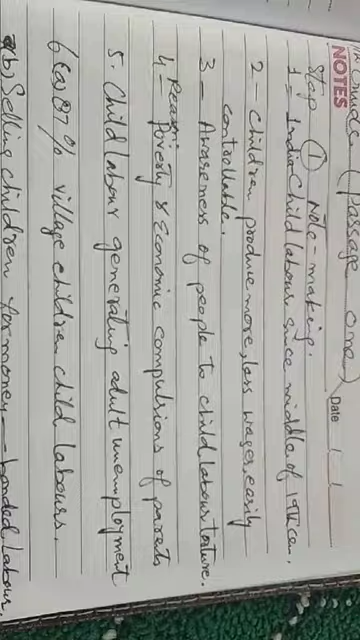 NOTES
(Passage one)
Date
Step ① Note-making.
1 - India Child labour since middle of 19th cen.
2 - Children produce more, less wages, easily
controllable.
3 - Awareness of people to child labour torture.
4 - Reason: Poverty & Economic compulsions of parents
5. Child labour generating adult unemployment
6 (a) 87% village children child labours.
(b) Selling children for money - bonded labour.